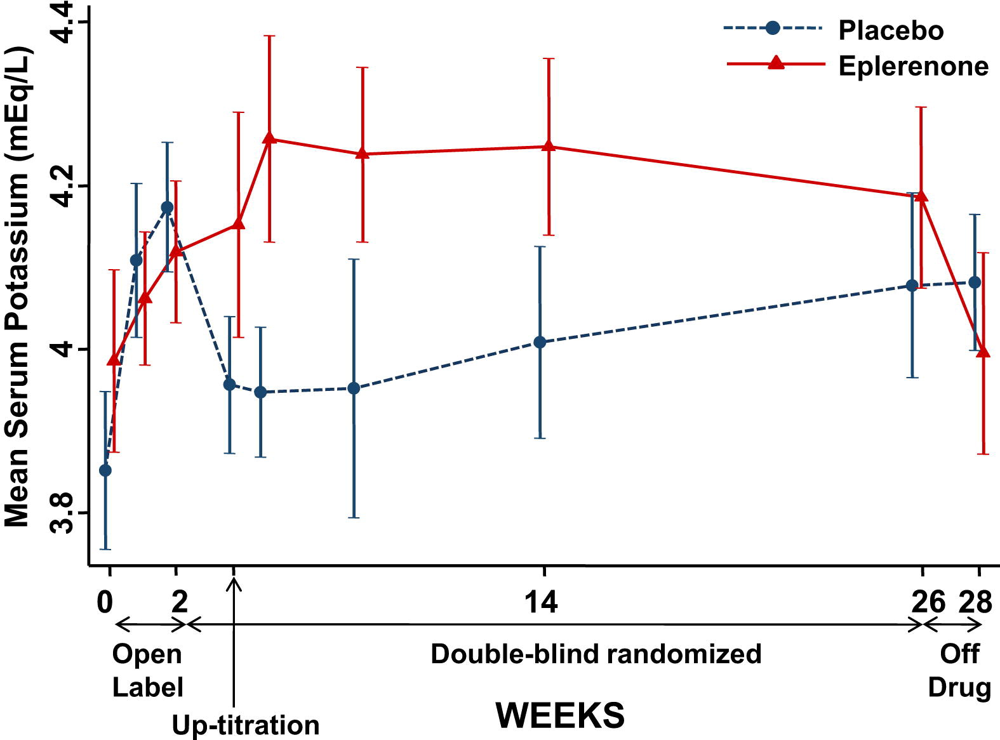 Placebo
Eplerenone
Mean Serum Potassium (mEq/L)
4.4
4.2
4
3.8
0 2 14 26 28
Open Label
Double-blind randomized
Off Drug
Up-titration
WEEKS